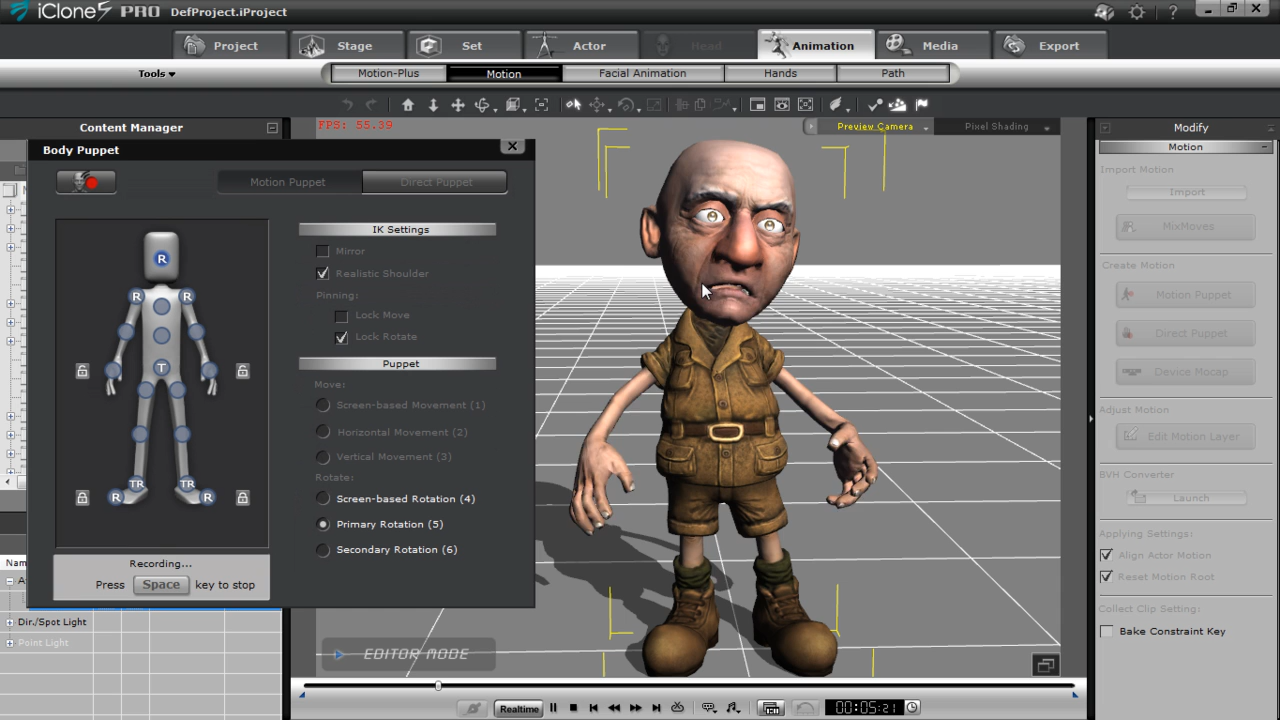 iClone5 PRO DefProject.iProject
Project Stage Set Actor Head Animation Media Export
Tools Motion-Plus Motion Facial Animation Hands Path
Content Manager
FPS: 55.39
Preview Camera
Pixel Shading
Modify
Body Puppet
Motion Puppet Direct Puppet
IK Settings
Mirror
Realistic Shoulder
Pinning:
Lock Move
Lock Rotate
Puppet
Move:
Screen-based Movement (1)
Horizontal Movement (2)
Vertical Movement (3)
Rotate:
Screen-based Rotation (4)
Primary Rotation (5)
Secondary Rotation (6)
R
R R
T
TR TR
R R
Recording...
Press Space key to stop
Motion
Import Motion
Import
MixMoves
Create Motion
Motion Puppet
Direct Puppet
Device Mocap
Adjust Motion
Edit Motion Layer
BVH Converter
Launch
Applying Settings:
Align Actor Motion
Reset Motion Root
Collect Clip Setting:
Bake Constraint Key
Nam
A
Dir./Spot Light
Point Light
EDITOR MODE
Realtime
00:05:21